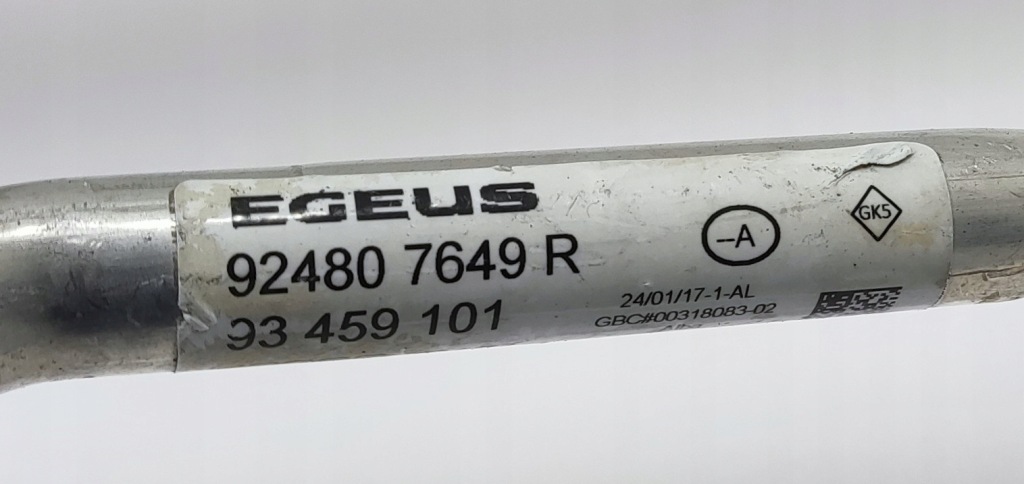 EGEUS
92480 7649 R
93 459 101
--A
GK5
24/01/17-1-AL
GBC#00318083-02